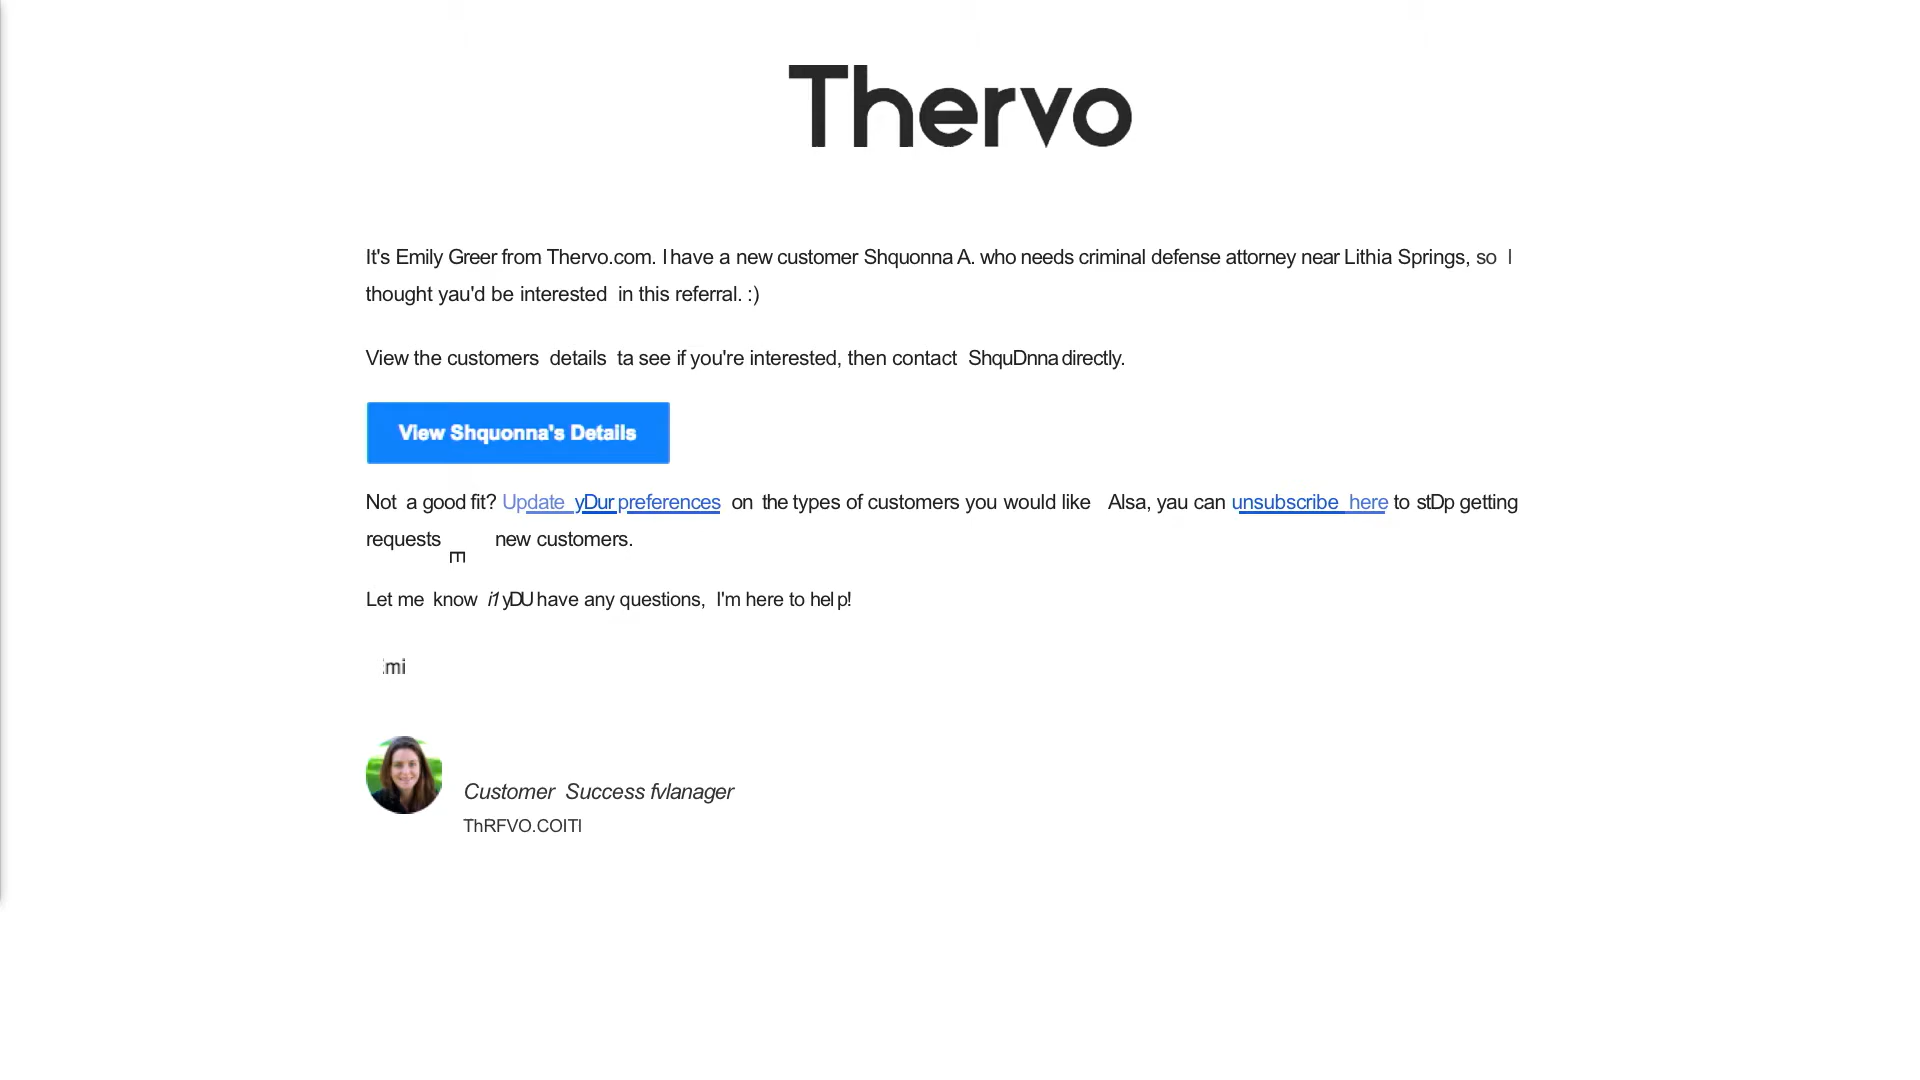 Thervo
It's Emily Greer from Thervo.com. I have a new customer Shquonna A. who needs criminal defense attorney near Lithia Springs, so I
thought yau'd be interested in this referral. :)
View the customers details ta see if you're interested, then contact ShquDnna directly.
View Shquonna's Details
Not a good fit? Update yDur preferences on the types of customers you would like Alsa, yau can unsubscribe here to stDp getting
requests E new customers.
Let me know i1 yDU have any questions, I'm here to help!
mi
Customer Success fvlanager
ThRFVO.COITI